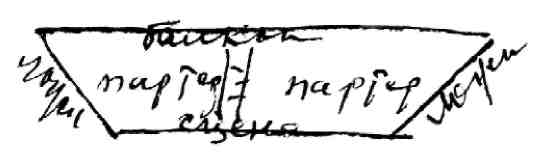 балкон
ложи
партер партер
ложи
сцена